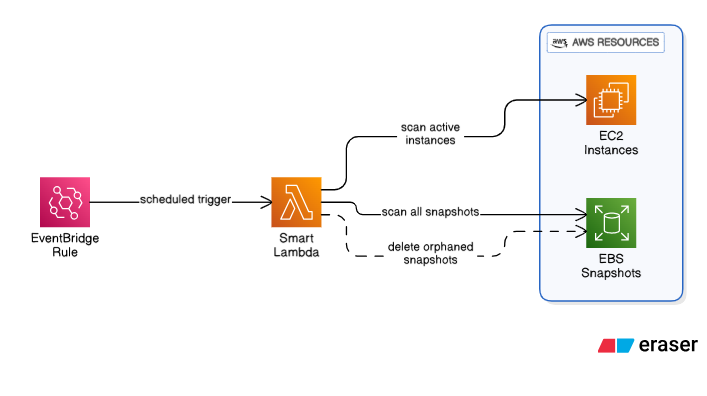 aws AWS RESOURCES
scan active
instances
EC2
Instances
scheduled trigger
scan all snapshots
EventBridge
Rule
Smart
Lambda
delete orphaned
snapshots
EBS
Snapshots
eraser